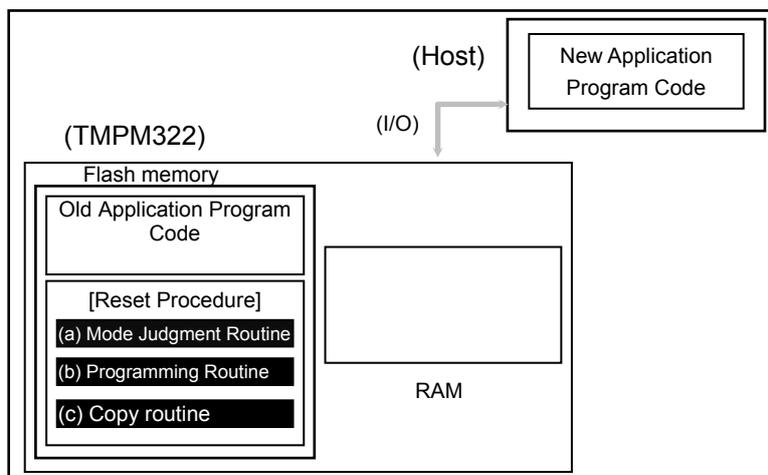 (Host)
New Application
Program Code
(I/O)
(TMPM322)
Flash memory
Old Application Program
Code
[Reset Procedure]
(a) Mode Judgment Routine
(b) Programming Routine
(c) Copy routine
RAM